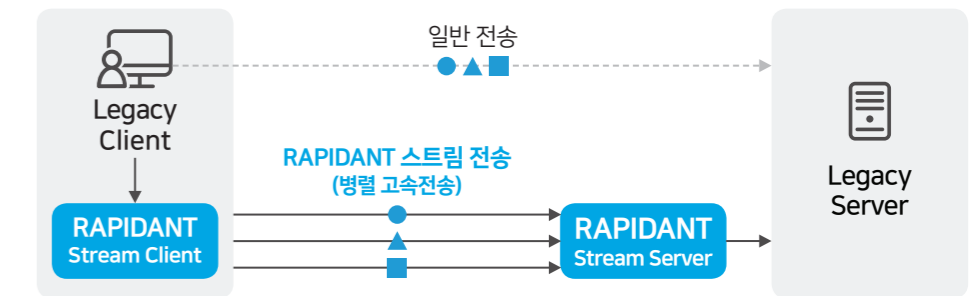 일반 전송
Legacy
Client
RAPIDANT 스트림 전송
(병렬 고속전송)
RAPIDANT
Stream Client
RAPIDANT
Stream Server
Legacy
Server